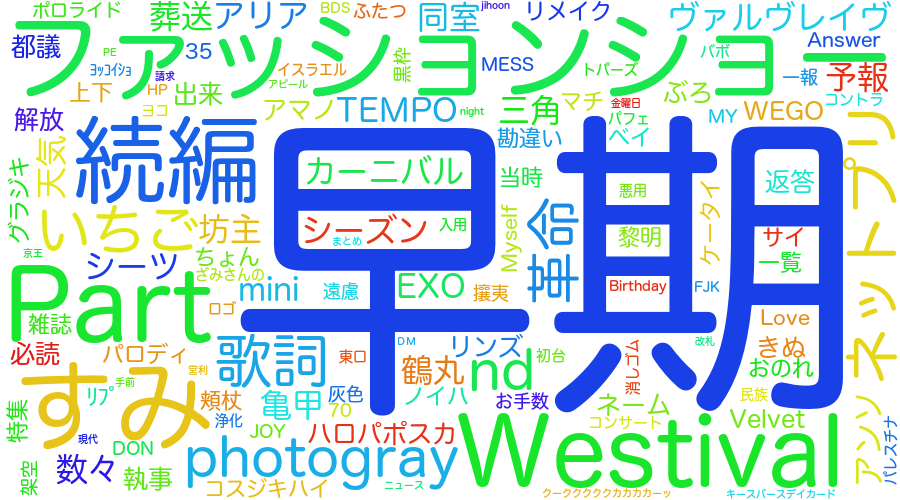 ポロライド
葬送
アリア
BDS
ふたつ
同室
jihoon
リメイク
ヴァルヴレイヴ
都議
ファッションショー
PE
35
Answer
ﾖｯｺｲｼｮ
請求
イスラエル
黒枠
MESS
トパーズ
バボ
一報
予報
上下
HP
出来
アピール
ぶろ
コントラ
ヨコ
アマノ
TEMPO
night
三角
マチ
金曜日
パフェ
MY
WEGO
解放
続編
早期
勘違い
ベイ
プリ
天気
カーニバル
当時
悪用
返答
グラジキ
いちご
坊主
シーズン
まとめ
入用
Myself
革命
黎明
ケータイ
サイ
一覧
ネット
京王
シーツ
ちょん
ざみさんの
Part
mini
遠慮
EXO
攘夷
Birthday
FJK
雑誌
ロゴ
Love
必読
パロディ
歌詞
東口
DM
リンズ
初台
消しゴム
改札
きぬ
すみ
営利
鶴丸
nd
おのれ
手前
ﾘﾌﾟ
頬杖
亀甲
灰色
ノイハ
お手数
ネーム
民族
特集
浄化
70
コンサート
Velvet
アンソ
現代
JOY
ハロパポスカ
Westival
DON
パレスチナ
架空
数々
執事
photogray
コスジキハイ
ニュース
クークククククカカカカーッ
キースパースデイカード